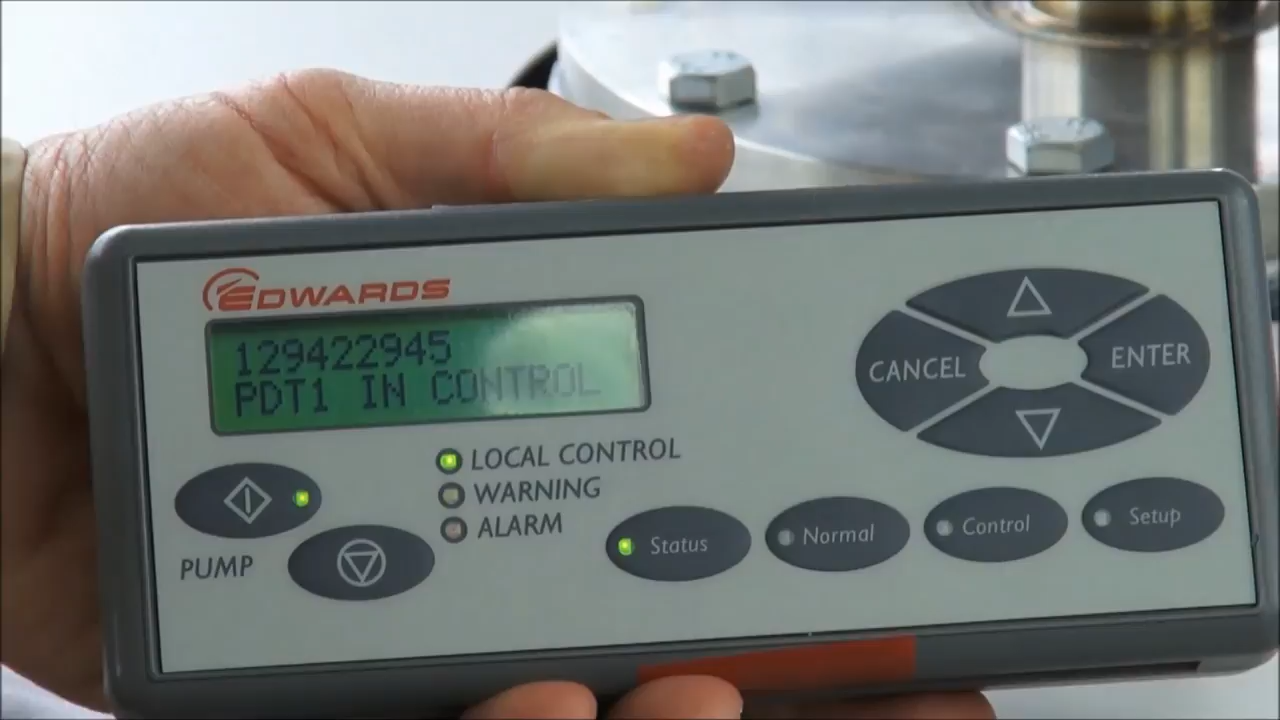 EDWARDS
129422945
PDT1 IN CONTROL
LOCAL CONTROL
WARNING
ALARM
PUMP
CANCEL
ENTER
Status
Normal
Control
Setup